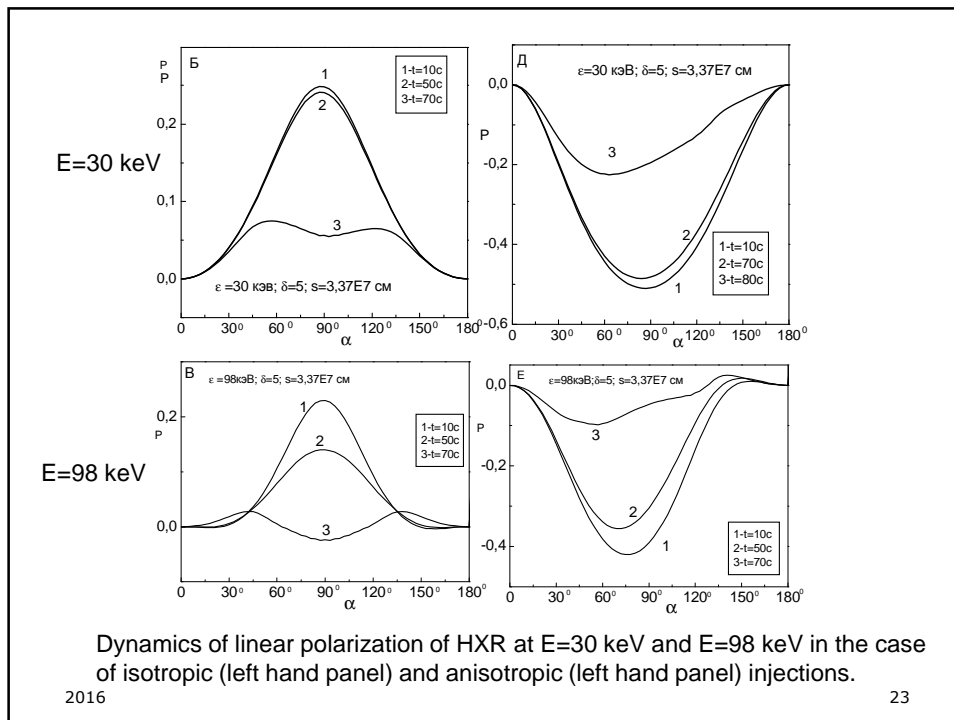 E=30 keV
P
P
Б
1
2
3
1-t=10c
2-t=50c
3-t=70c
ε =30 кэв; δ=5; s=3,37E7 см
0,2
0,1
0,0
0 30⁰ 60⁰ 90⁰ 120⁰ 150⁰ 180⁰
α
Д
ε=30 кэВ; δ=5; s=3,37E7 см
P
0,0
-0,2
-0,4
-0,6
3
2
1
1-t=10c
2-t=70c
3-t=80c
0 30⁰ 60⁰ 90⁰ 120⁰ 150⁰ 180⁰
α
E=98 keV
В
ε =98кэВ; δ=5; s=3,37E7 см
P
0,2
0,0
1
2
3
1-t=10c
2-t=50c
3-t=70c
0 30⁰ 60⁰ 90⁰ 120⁰ 150⁰ 180⁰
α
Е
ε=98кэВ;δ=5; s=3,37E7 см
P
0,0
-0,2
-0,4
3
2
1
1-t=10c
2-t=50c
3-t=70c
0 30⁰ 60⁰ 90⁰ 120⁰ 150⁰ 180⁰
α
Dynamics of linear polarization of HXR at E=30 keV and E=98 keV in the case
of isotropic (left hand panel) and anisotropic (left hand panel) injections.
2016
23